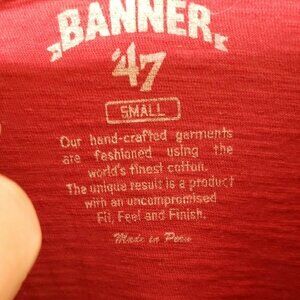 BANNER
'47
SMALL
Our hand-crafted garments
are fashioned using the
world's finest cotton.
The unique result is a product
with an uncompromised
Fit, Feel and Finish.
Made in Peru